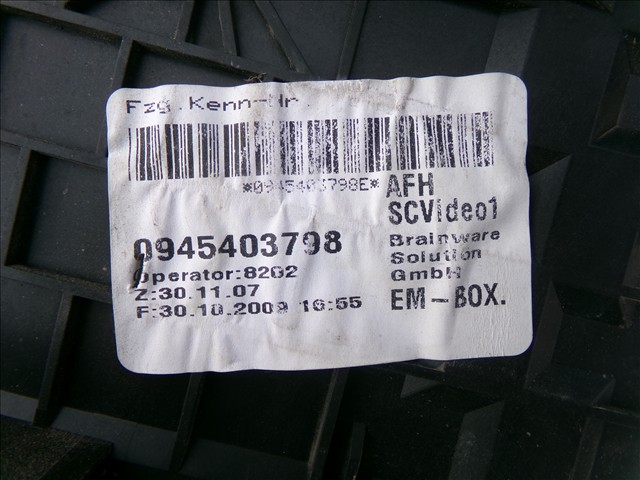 Fzg.Kenn-Nr.
*0945403798E*
AFH
SCVideo1
0945403798
Brainware
Solution
GmbH
Operator:8202
Z:30.11.07
F:30.10.2009 16:55
EM-BOX.